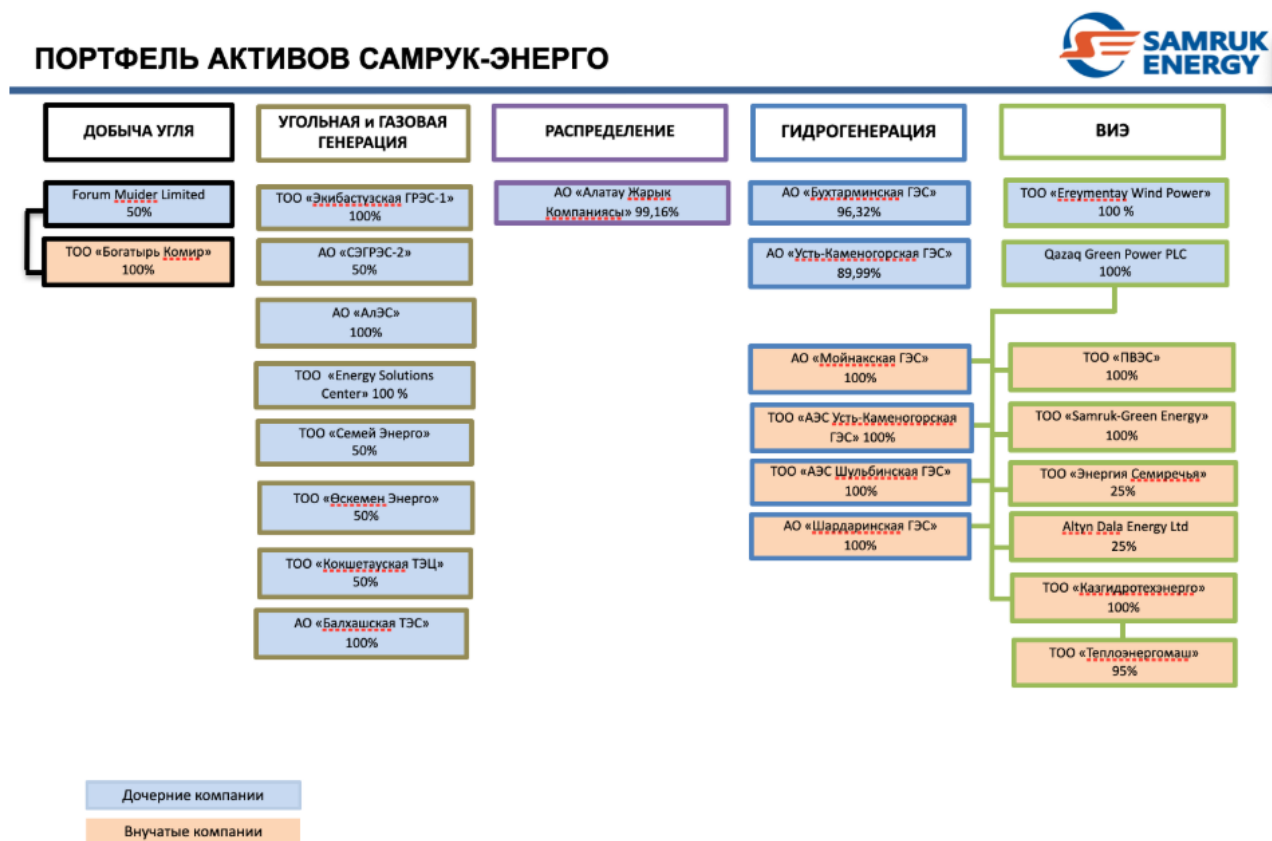 ПОРТФЕЛЬ АКТИВОВ САМРУК-ЭНЕРГО
SAMRUK
ENERGY
ДОБЫЧА УГЛЯ
Forum Muider Limited
50%
ТОО «Богатырь Комир»
100%
УГОЛЬНАЯ и ГАЗОВАЯ
ГЕНЕРАЦИЯ
ТОО «Экибастузская ГРЭС-1»
100%
АО «СЭГРЭС-2»
50%
АО «АлЭС»
100%
ТОО «Energy Solutions
Center» 100 %
ТОО «Семей Энерго»
50%
ТОО «Өскемен Энерго»
50%
ТОО «Кокшетауская ТЭЦ»
50%
АО «Балхашская ТЭС»
100%
РАСПРЕДЕЛЕНИЕ
АО «Алатау Жарык
Компаниясы» 99,16%
ГИДРОГЕНЕРАЦИЯ
АО «Бухтарминская ГЭС»
96,32%
АО «Усть-Каменогорская ГЭС»
89,99%
АО «Мойнакская ГЭС»
100%
ТОО «АЭС Усть-Каменогорская
ГЭС» 100%
ТОО «АЭС Шульбинская ГЭС»
100%
АО «Шардаринская ГЭС»
100%
ВИЭ
ТОО «Ereymentay Wind Power»
100 %
Qazaq Green Power PLC
100%
ТОО «ПВЭС»
100%
ТОО «Samruk-Green Energy»
100%
ТОО «Энергия Семиречья»
25%
Altyn Dala Energy Ltd
25%
ТОО «Казгидротехэнерго»
100%
ТОО «Теплоэнергомаш»
95%
Дочерние компании
Внучатые компании